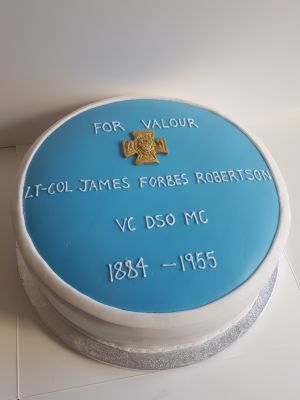 FOR VALOUR
LT-COL JAMES FORBES ROBERTSON
VC DSO MC
1884 - 1955